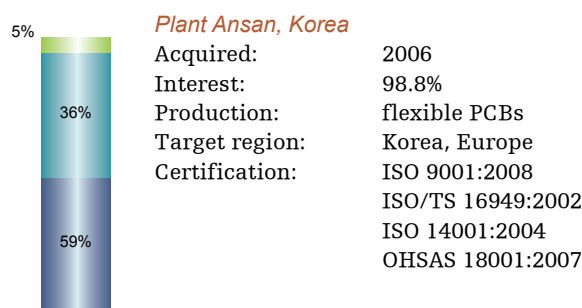 5%
36%
59%
Plant Ansan, Korea
Acquired: 2006
Interest: 98.8%
Production: flexible PCBs
Target region: Korea, Europe
Certification: ISO 9001:2008
ISO/TS 16949:2002
ISO 14001:2004
OHSAS 18001:2007